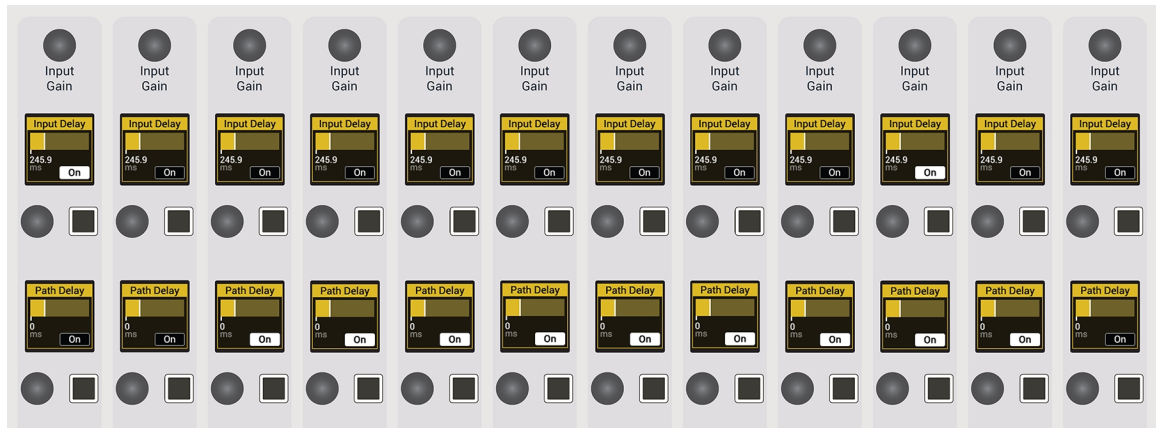 Input Input Input Input Input Input Input Input Input Input Input Input
Gain Gain Gain Gain Gain Gain Gain Gain Gain Gain Gain Gain
Input Delay Input Delay Input Delay Input Delay Input Delay Input Delay Input Delay Input Delay Input Delay Input Delay Input Delay Input Delay
245.9 245.9 245.9 245.9 245.9 245.9 245.9 245.9 245.9 245.9 245.9 245.9
ms On ms On ms On ms On ms On ms On ms On ms On ms On ms On ms On ms On
Path Delay Path Delay Path Delay Path Delay Path Delay Path Delay Path Delay Path Delay Path Delay Path Delay Path Delay Path Delay
0 0 0 0 0 0 0 0 0 0 0 0
ms On ms On ms On ms On ms On ms On ms On ms On ms On ms On ms On ms On